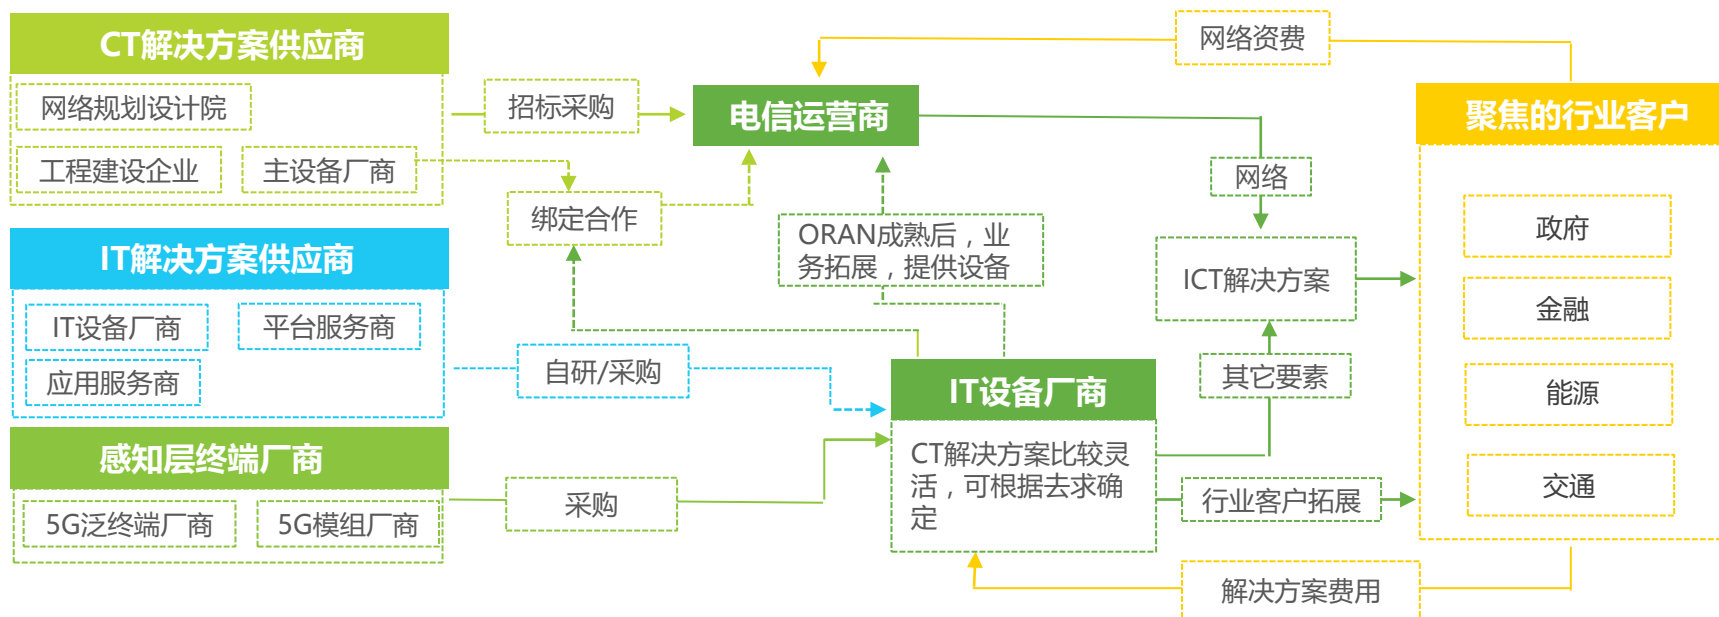 CT解决方案供应商
网络规划设计院
工程建设企业
主设备厂商
IT解决方案供应商
IT设备厂商
平台服务商
应用服务商
感知层终端厂商
5G泛终端厂商
5G模组厂商
招标采购
绑定合作
自研/采购
采购
电信运营商
ORAN成熟后，业
务拓展，提供设备
IT设备厂商
CT解决方案比较灵
活，可根据去求确
定
网络资费
网络
ICT解决方案
其它要素
行业客户拓展
解决方案费用
聚焦的行业客户
政府
金融
能源
交通